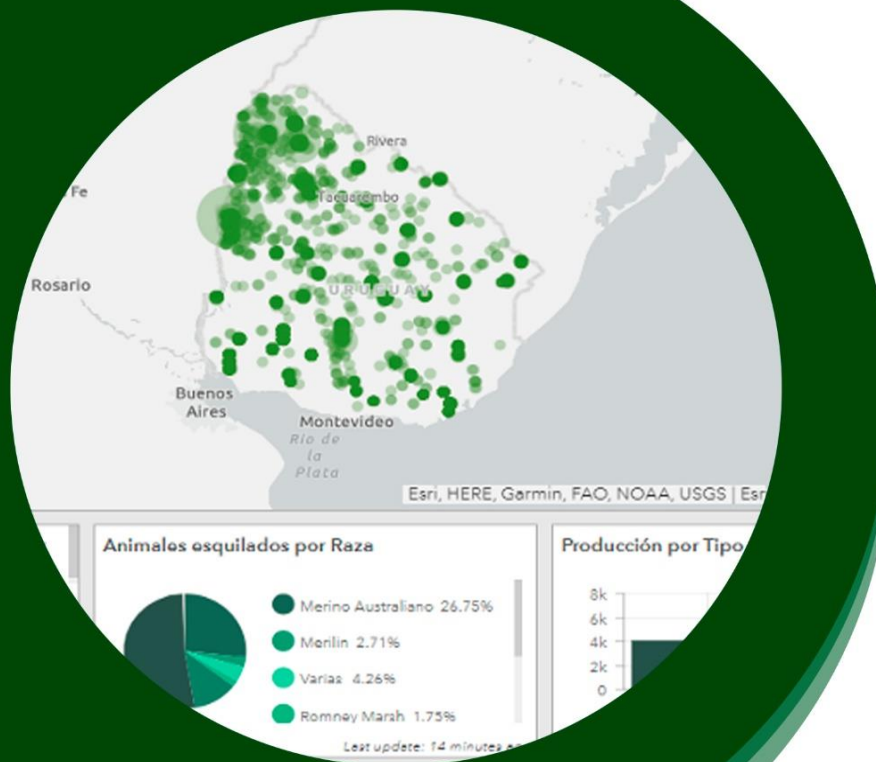 Rivera
Fe
Tacuarembo
Rosario
URUGUAY
Buenos
Aires
Montevideo
Rio de
la
Plata
Esri, HERE, Garmin, FAO, NOAA, USGS | Esr
Animales esquilados por Raza
Merino Australiano 26.75%
Merilin 2.71%
Varias 4.26%
Romney Marsh 1.75%
Last update: 14 minutes
Producción por Tipo
8k
6k
4k
2k
0